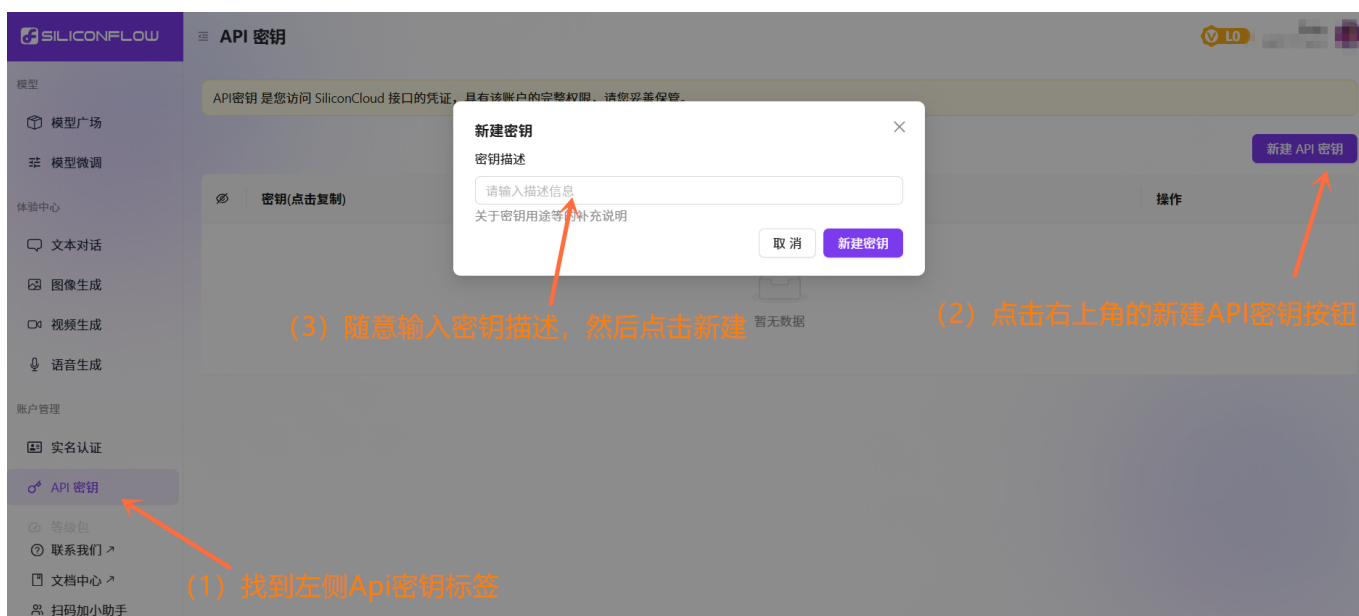 SILICONFLOW
API 密钥
L0
模型
API密钥 是您访问 SiliconCloud 接口的凭证，具有该账户的完整权限，请您妥善保管。
模型广场
新建密钥
新建 API 密钥
密钥描述
模型微调
请输入描述信息
密钥(点击复制)
操作
体验中心
关于密钥用途等的补充说明
文本对话
取 消
新建密钥
图像生成
（3）随意输入密钥描述，然后点击新建
暂无数据
（2）点击右上角的新建API密钥按钮
视频生成
语音生成
账户管理
实名认证
API 密钥
等级包
联系我们
文档中心
（1）找到左侧Api密钥标签
扫码加小助手